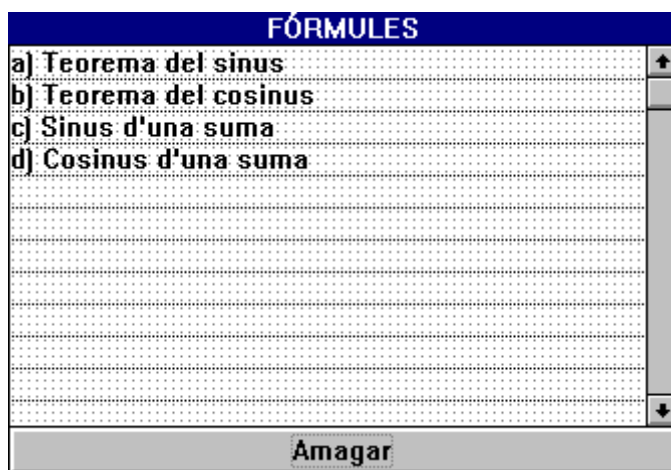 FÓRMULES
a) Teorema del sinus
b) Teorema del cosinus
c) Sinus d'una suma
d) Cosinus d'una suma
Amagar